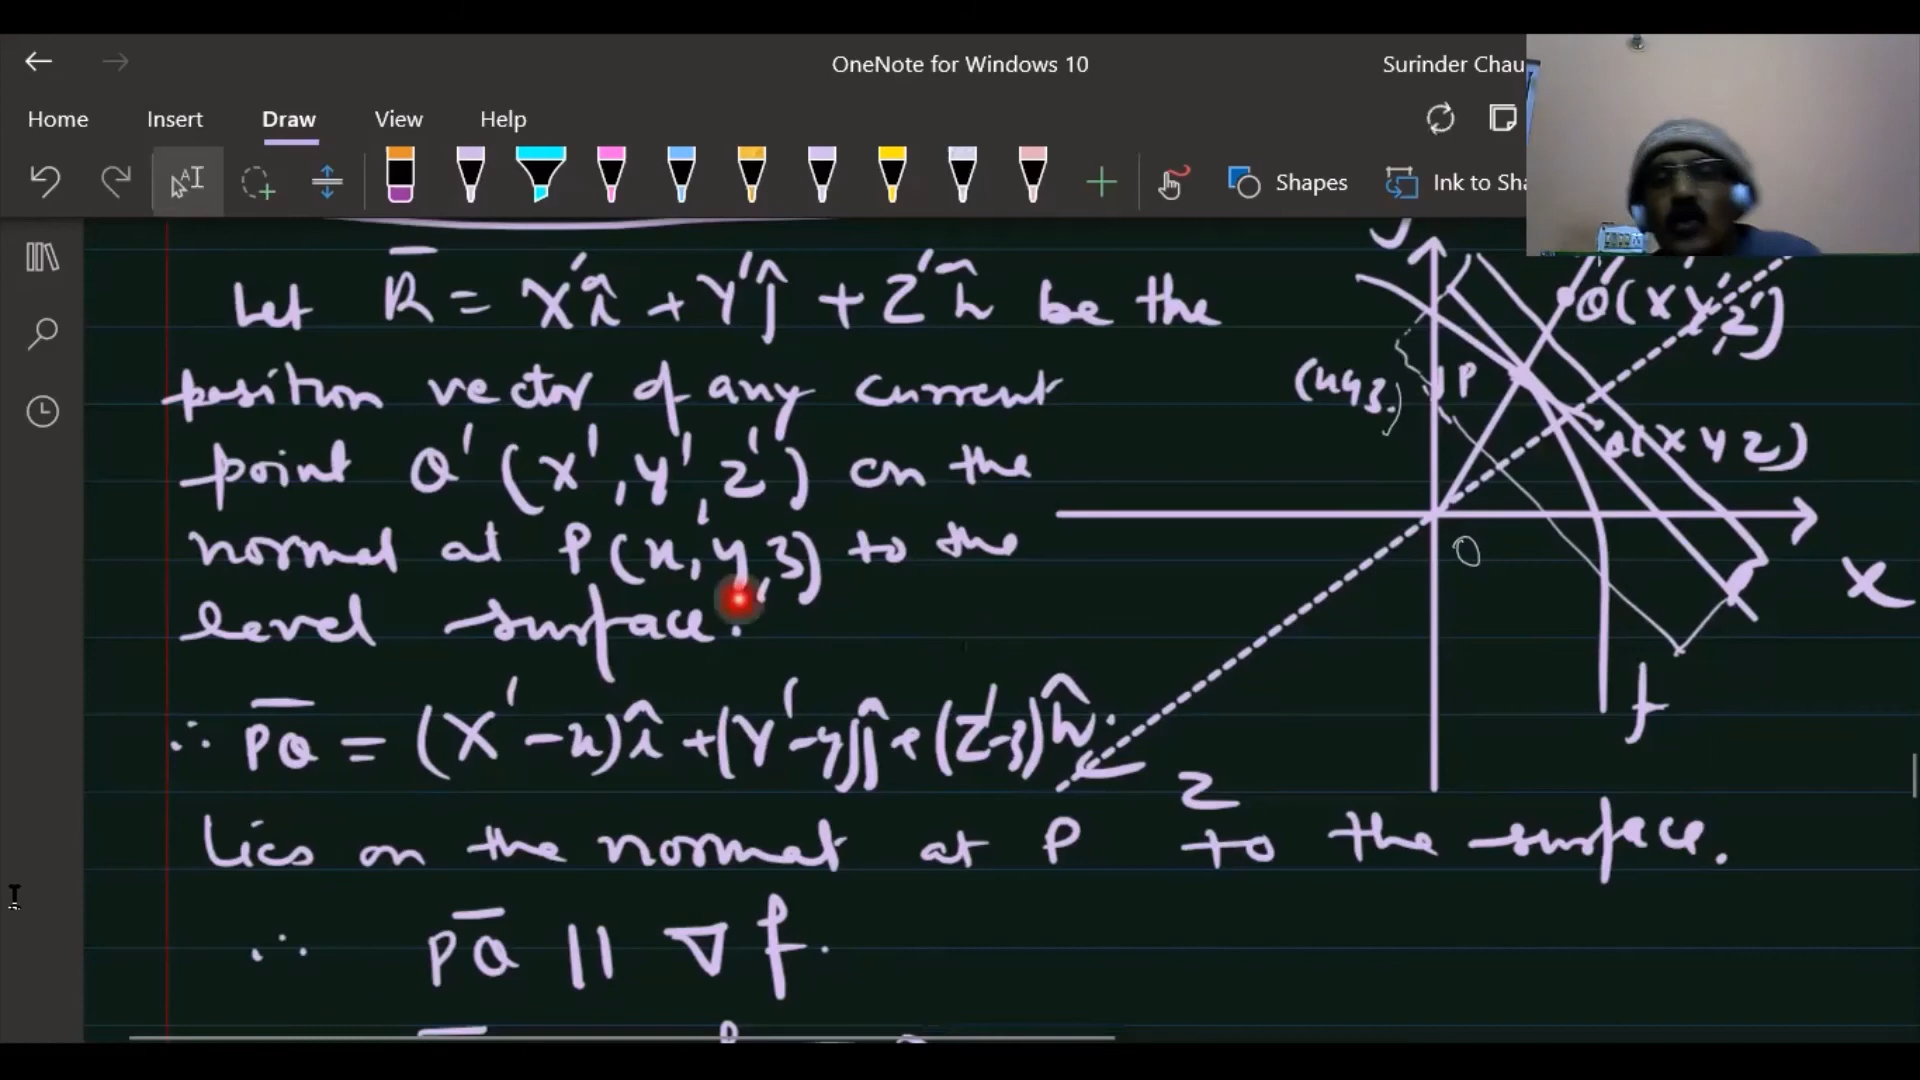 OneNote for Windows 10
Surinder Chau
Home Insert Draw View Help
Shapes Ink to Sha
Let R̅ = X'î + Y'ĵ + Z'k̂ be the
position vector of any current
point Q' (X', Y', Z') on the
normal at P(x, y, z) to the
level surface.
∴ P̅Q̅ = (X'-x)î + (Y'-y)ĵ + (Z'-z)k̂.
Lies on the normal at P to the surface.
∴ P̅Q̅ || ∇f.
y
Q'(X' Y', Z')
(x y z) P
Q(X Y Z)
O
X
f
Z